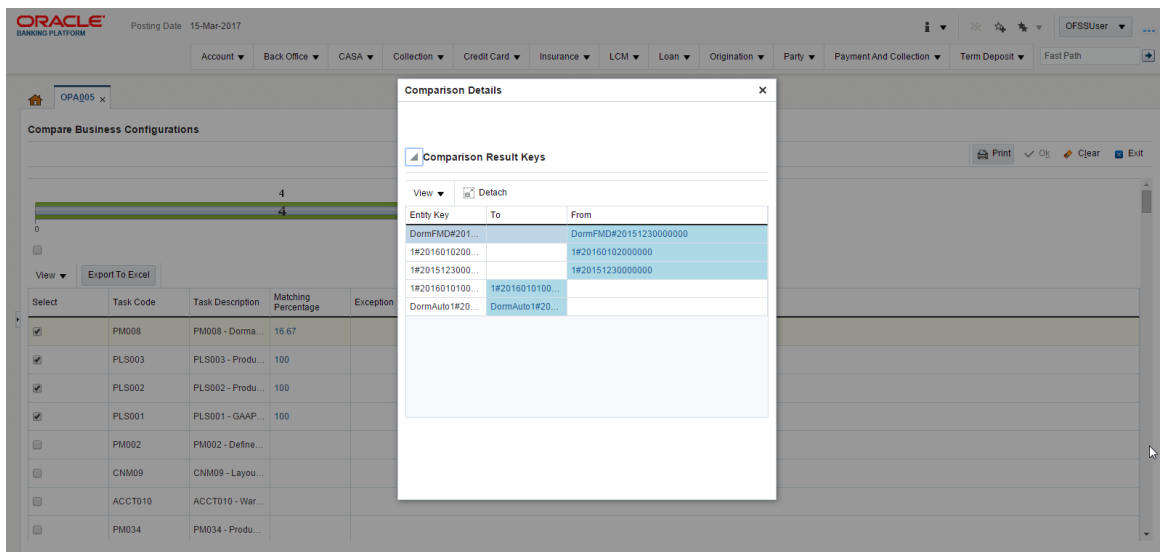 ORACLE
BANKING PLATFORM
Posting Date 15-Mar-2017
i
OFSSUser
Account Back Office CASA Collection Credit Card Insurance LCM Loan Origination Party Payment And Collection Term Deposit Fast Path
OPA005 x
Compare Business Configurations
Print Ok Clear Exit
4
4
0
View Export To Excel
Select Task Code Task Description Matching Percentage Exception
PM008 PM008 - Dorma... 16.67
PLS003 PLS003 - Produ... 100
PLS002 PLS002 - Produ... 100
PLS001 PLS001 - GAAP... 100
PM002 PM002 - Define...
CNM09 CNM09 - Layou...
ACCT010 ACCT010 - War...
PM034 PM034 - Produ...
Comparison Details x
Comparison Result Keys
View Detach
Entity Key To From
DormFMD#201... DormFMD#20151230000000
1#2016010200... 1#20160102000000
1#2015123000... 1#20151230000000
1#2016010100... 1#2016010100...
DormAuto1#20... DormAuto1#20...